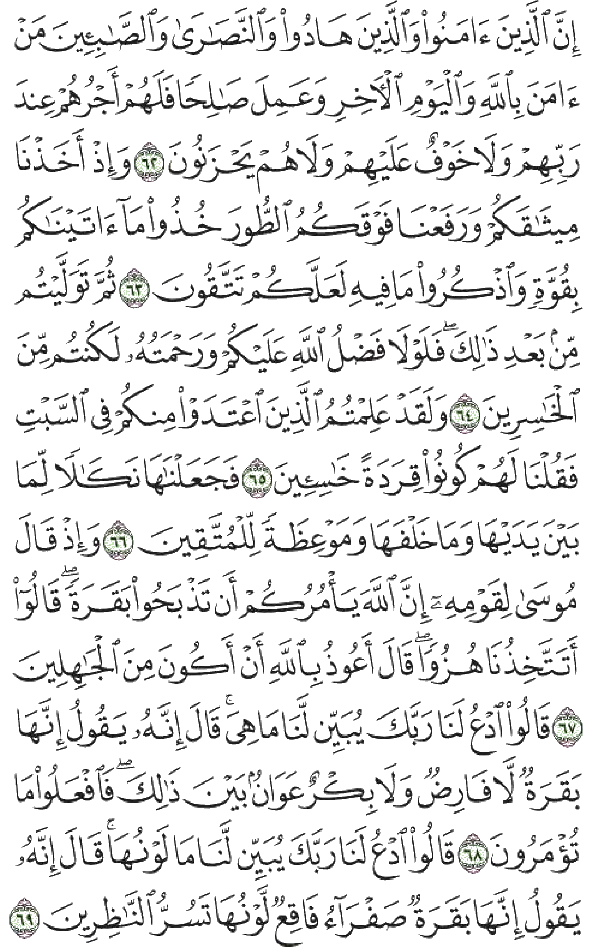 إِنَّ ٱلَّذِينَ ءَامَنُوا۟ وَٱلَّذِينَ هَادُوا۟ وَٱلنَّصَٰرَىٰ وَٱلصَّٰبِـِٔينَ مَنْ
ءَامَنَ بِٱللَّهِ وَٱلْيَوْمِ ٱلْءَاخِرِ وَعَمِلَ صَٰلِحًا فَلَهُمْ أَجْرُهُمْ عِندَ
رَبِّهِمْ وَلَا خَوْفٌ عَلَيْهِمْ وَلَا هُمْ يَحْزَنُونَ ٦٢ وَإِذْ أَخَذْنَا
مِيثَٰقَكُمْ وَرَفَعْنَا فَوْقَكُمُ ٱلطُّورَ خُذُوا۟ مَآ ءَاتَيْنَٰكُم
بِقُوَّةٍ وَٱذْكُرُوا۟ مَا فِيهِ لَعَلَّكُمْ تَتَّقُونَ ٦٣ ثُمَّ تَوَلَّيْتُم
مِّنۢ بَعْدِ ذَٰلِكَ ۖ فَلَوْلَا فَضْلُ ٱللَّهِ عَلَيْكُمْ وَرَحْمَتُهُۥ لَكُنتُم مِّنَ
ٱلْخَٰسِرِينَ ٦٤ وَلَقَدْ عَلِمْتُمُ ٱلَّذِينَ ٱعْتَدَوْا۟ مِنكُمْ فِى ٱلسَّبْتِ
فَقُلْنَا لَهُمْ كُونُوا۟ قِرَدَةً خَٰسِـِٔينَ ٦٥ فَجَعَلْنَٰهَا نَكَٰلًا لِّمَا
بَيْنَ يَدَيْهَا وَمَا خَلْفَهَا وَمَوْعِظَةً لِّلْمُتَّقِينَ ٦٦ وَإِذْ قَالَ
مُوسَىٰ لِقَوْمِهِۦٓ إِنَّ ٱللَّهَ يَأْمُرُكُمْ أَن تَذْبَحُوا۟ بَقَرَةً ۖ قَالُوٓا۟
أَتَتَّخِذُنَا هُزُوًا ۖ قَالَ أَعُوذُ بِٱللَّهِ أَنْ أَكُونَ مِنَ ٱلْجَٰهِلِينَ
٦٧ قَالُوا۟ ٱدْعُ لَنَا رَبَّكَ يُبَيِّن لَّنَا مَا هِىَ ۚ قَالَ إِنَّهُۥ يَقُولُ إِنَّهَا
بَقَرَةٌ لَّا فَارِضٌ وَلَا بِكْرٌ عَوَانٌۢ بَيْنَ ذَٰلِكَ ۖ فَٱفْعَلُوا۟ مَا
تُؤْمَرُونَ ٦٨ قَالُوا۟ ٱدْعُ لَنَا رَبَّكَ يُبَيِّن لَّنَا مَا لَوْنُهَا ۚ قَالَ إِنَّهُۥ
يَقُولُ إِنَّهَا بَقَرَةٌ صَفْرَآءُ فَاقِعٌ لَّوْنُهَا تَسُرُّ ٱلنَّٰظِرِينَ ٦٩